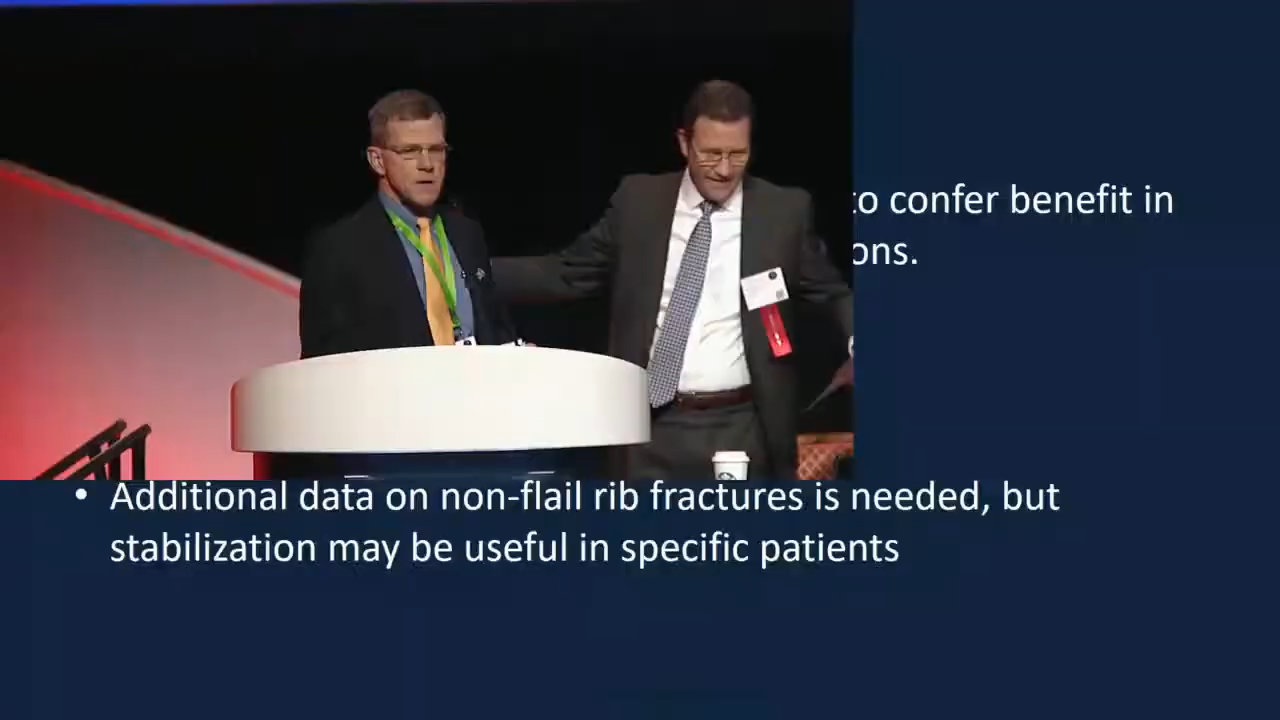 to confer benefit in
ons.
• Additional data on non-flail rib fractures is needed, but
stabilization may be useful in specific patients